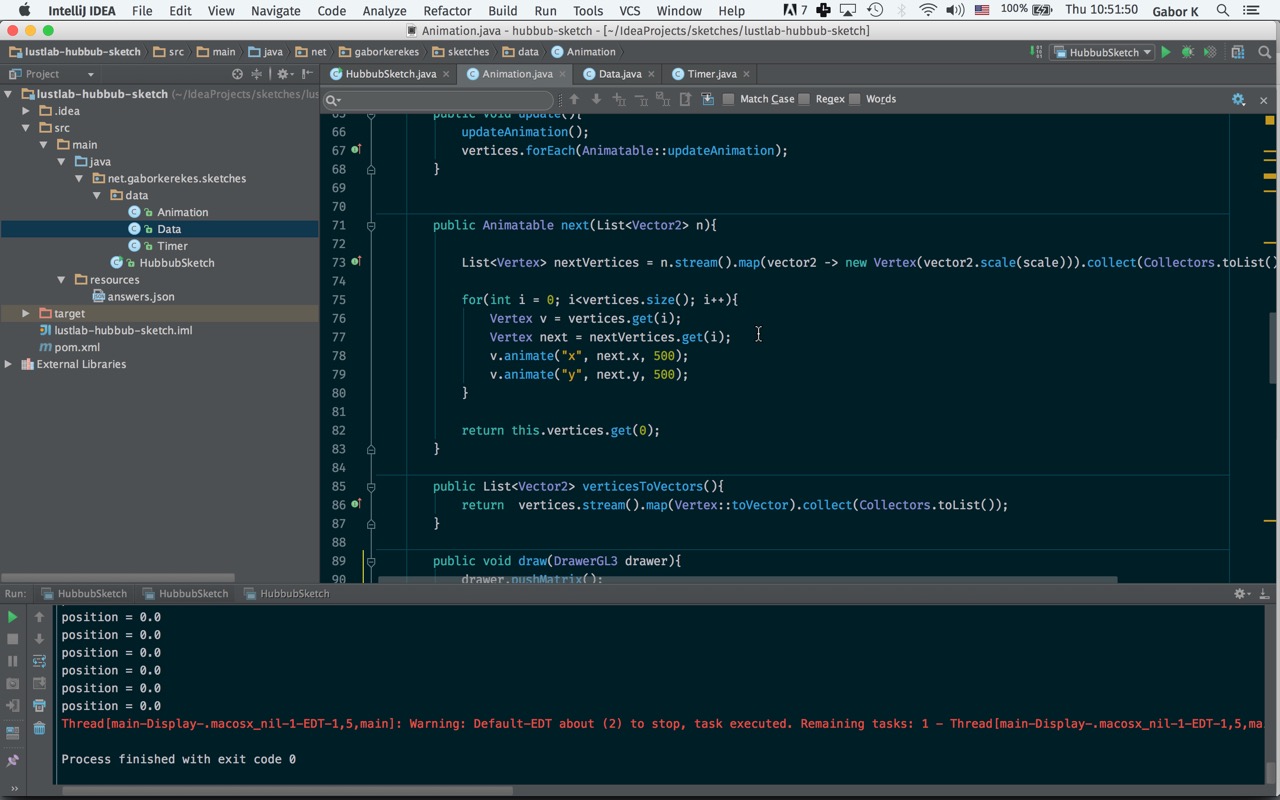 IntelliJ IDEA File Edit View Navigate Code Analyze Refactor Build Run Tools VCS Window Help 7 100% Thu 10:51:50 Gabor K
Animation.java - hubbub-sketch - [~/IdeaProjects/sketches/lustlab-hubbub-sketch]
lustlab-hubbub-sketch src main java net gaborkerekes sketches data Animation HubbubSketch
Project
HubbubSketch.java Animation.java Data.java Timer.java
Match Case Regex Words
lustlab-hubbub-sketch (~/IdeaProjects/sketches/lus
.idea
src
main
java
net.gaborkerekes.sketches
data
Animation
Data
Timer
HubbubSketch
resources
answers.json
target
lustlab-hubbub-sketch.iml
pom.xml
External Libraries
65 public void update(){
66 updateAnimation();
67 vertices.forEach(Animatable::updateAnimation);
68 }
69
70
71 public Animatable next(List<Vector2> n){
72
73 List<Vertex> nextVertices = n.stream().map(vector2 -> new Vertex(vector2.scale(scale))).collect(Collectors.toList()
74
75 for(int i = 0; i<vertices.size(); i++){
76 Vertex v = vertices.get(i);
77 Vertex next = nextVertices.get(i);
78 v.animate("x", next.x, 500);
79 v.animate("y", next.y, 500);
80 }
81
82 return this.vertices.get(0);
83 }
84
85 public List<Vector2> verticesToVectors(){
86 return vertices.stream().map(Vertex::toVector).collect(Collectors.toList());
87 }
88
89 public void draw(DrawerGL3 drawer){
90 drawer.pushMatrix();
Run: HubbubSketch HubbubSketch HubbubSketch
position = 0.0
position = 0.0
position = 0.0
position = 0.0
position = 0.0
position = 0.0
Thread[main-Display-.macosx_nil-1-EDT-1,5,main]: Warning: Default-EDT about (2) to stop, task executed. Remaining tasks: 1 - Thread[main-Display-.macosx_nil-1-EDT-1,5,ma
Process finished with exit code 0